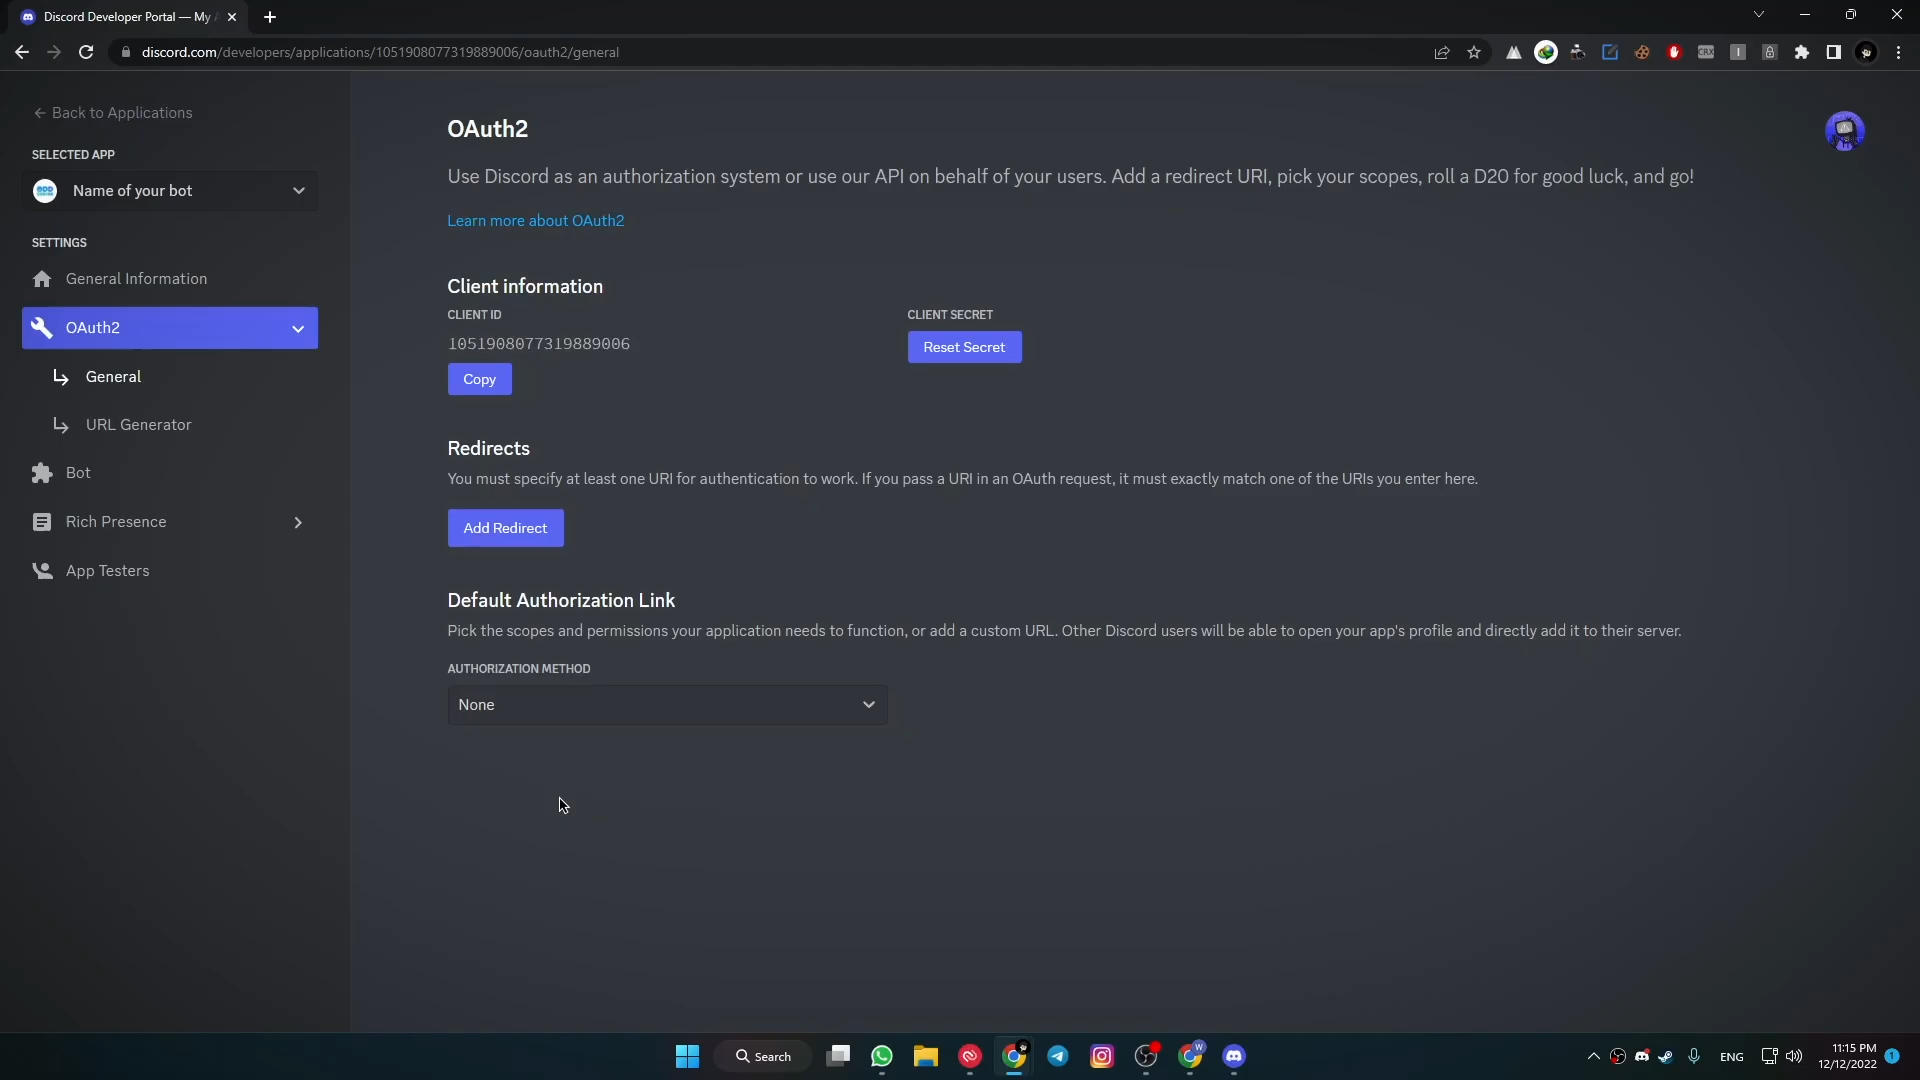 Discord Developer Portal — My A
discord.com/developers/applications/1051908077319889006/oauth2/general
CRX
Back to Applications
SELECTED APP
Name of your bot
SETTINGS
General Information
OAuth2
General
URL Generator
Bot
Rich Presence
App Testers
OAuth2
Use Discord as an authorization system or use our API on behalf of your users. Add a redirect URI, pick your scopes, roll a D20 for good luck, and go!
Learn more about OAuth2
Client information
CLIENT ID
1051908077319889006
Copy
CLIENT SECRET
Reset Secret
Redirects
You must specify at least one URI for authentication to work. If you pass a URI in an OAuth request, it must exactly match one of the URIs you enter here.
Add Redirect
Default Authorization Link
Pick the scopes and permissions your application needs to function, or add a custom URL. Other Discord users will be able to open your app's profile and directly add it to their server.
AUTHORIZATION METHOD
None
Search
W
ENG
11:15 PM
12/12/2022
1